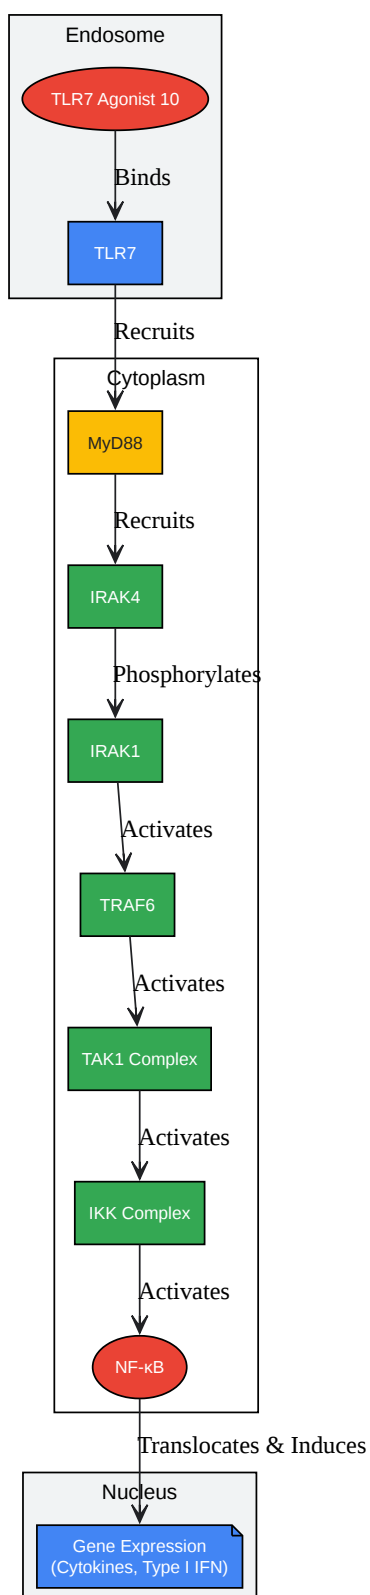 Endosome
TLR7 Agonist 10
Binds
TLR7
Recruits
Cytoplasm
MyD88
Recruits
IRAK4
Phosphorylates
IRAK1
Activates
TRAF6
Activates
TAK1 Complex
Activates
IKK Complex
Activates
NF-κB
Translocates & Induces
Nucleus
Gene Expression
(Cytokines, Type I IFN)